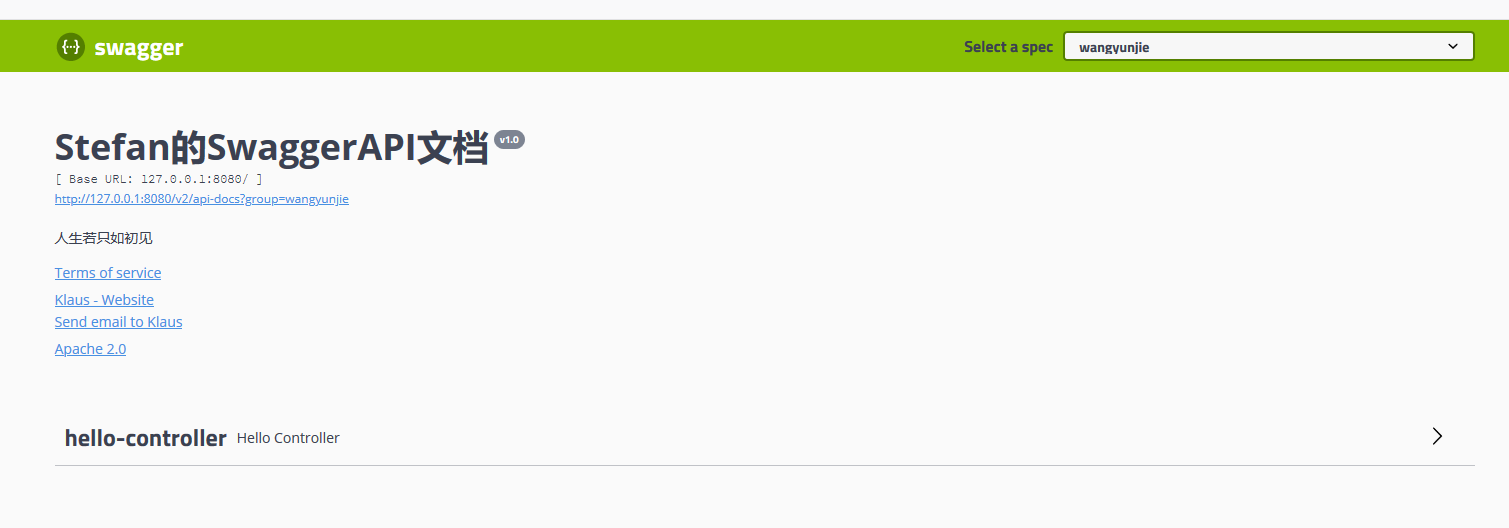 swagger
Select a spec
wangyunjie
Stefan的SwaggerAPI文档 v1.0
[ Base URL: 127.0.0.1:8080/ ]
http://127.0.0.1:8080/v2/api-docs?group=wangyunjie
人生若只如初见
Terms of service
Klaus - Website
Send email to Klaus
Apache 2.0
hello-controller Hello Controller